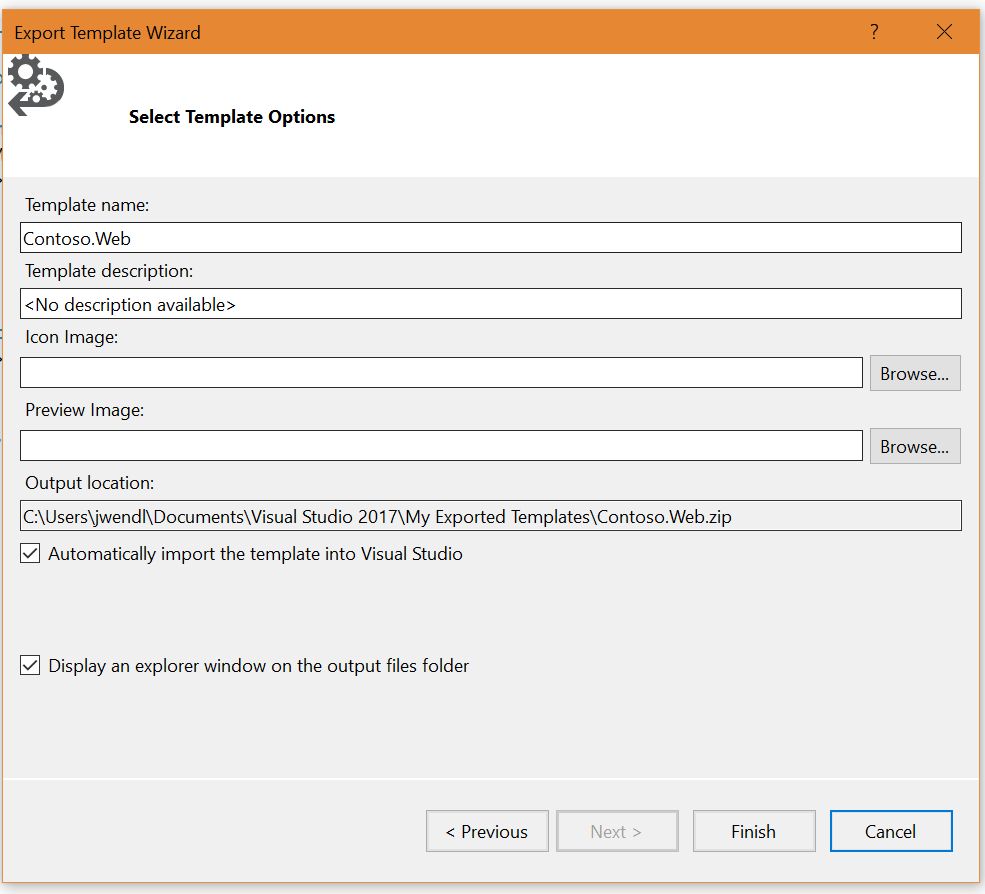 Export Template Wizard
?
Select Template Options
Template name:
Contoso.Web
Template description:
<No description available>
Icon Image:
Browse...
Preview Image:
Browse...
Output location:
C:\Users\jwendl\Documents\Visual Studio 2017\My Exported Templates\Contoso.Web.zip
Automatically import the template into Visual Studio
Display an explorer window on the output files folder
< Previous Next > Finish Cancel